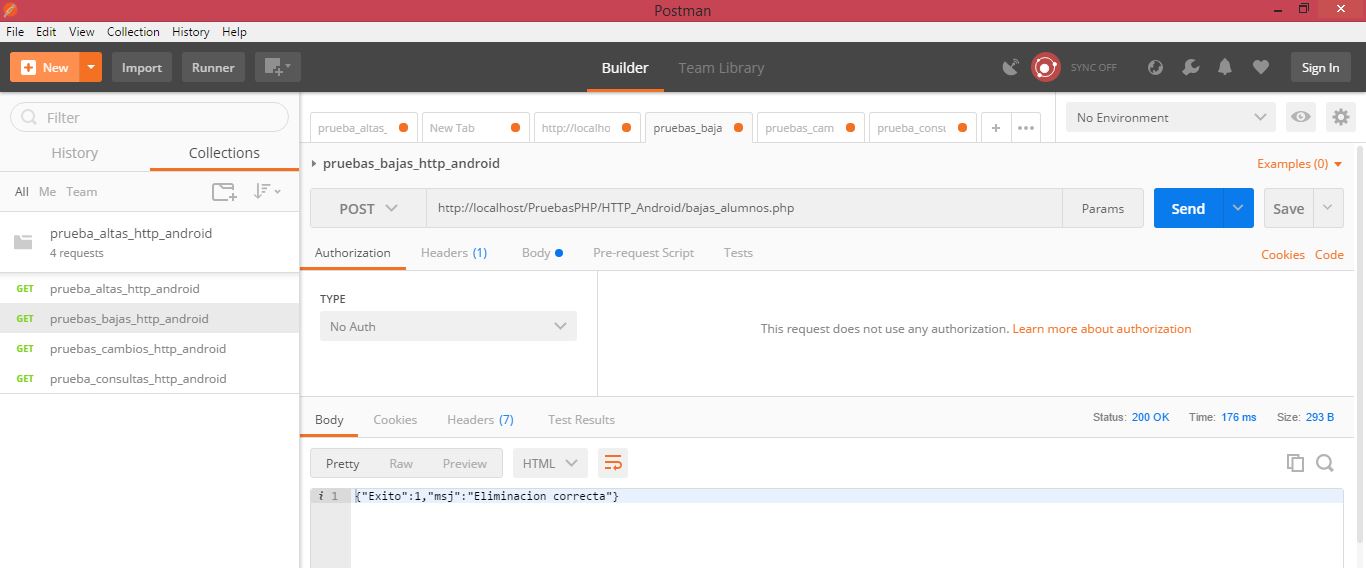 Postman
File Edit View Collection History Help
New Import Runner Builder Team Library SYNC OFF Sign In
Filter
History Collections
All Me Team
prueba_altas_http_android
4 requests
GET prueba_altas_http_android
GET pruebas_bajas_http_android
GET pruebas_cambios_http_android
GET prueba_consultas_http_android
prueba_altas_ New Tab http://localho pruebas_baja pruebas_cam prueba_consu + ••• No Environment
pruebas_bajas_http_android Examples (0)
POST http://localhost/PruebasPHP/HTTP_Android/bajas_alumnos.php Params Send Save
Authorization Headers (1) Body Pre-request Script Tests Cookies Code
TYPE
No Auth
This request does not use any authorization. Learn more about authorization
Body Cookies Headers (7) Test Results Status: 200 OK Time: 176 ms Size: 293 B
Pretty Raw Preview HTML
i 1 {"Exito":1,"msj":"Eliminacion correcta"}